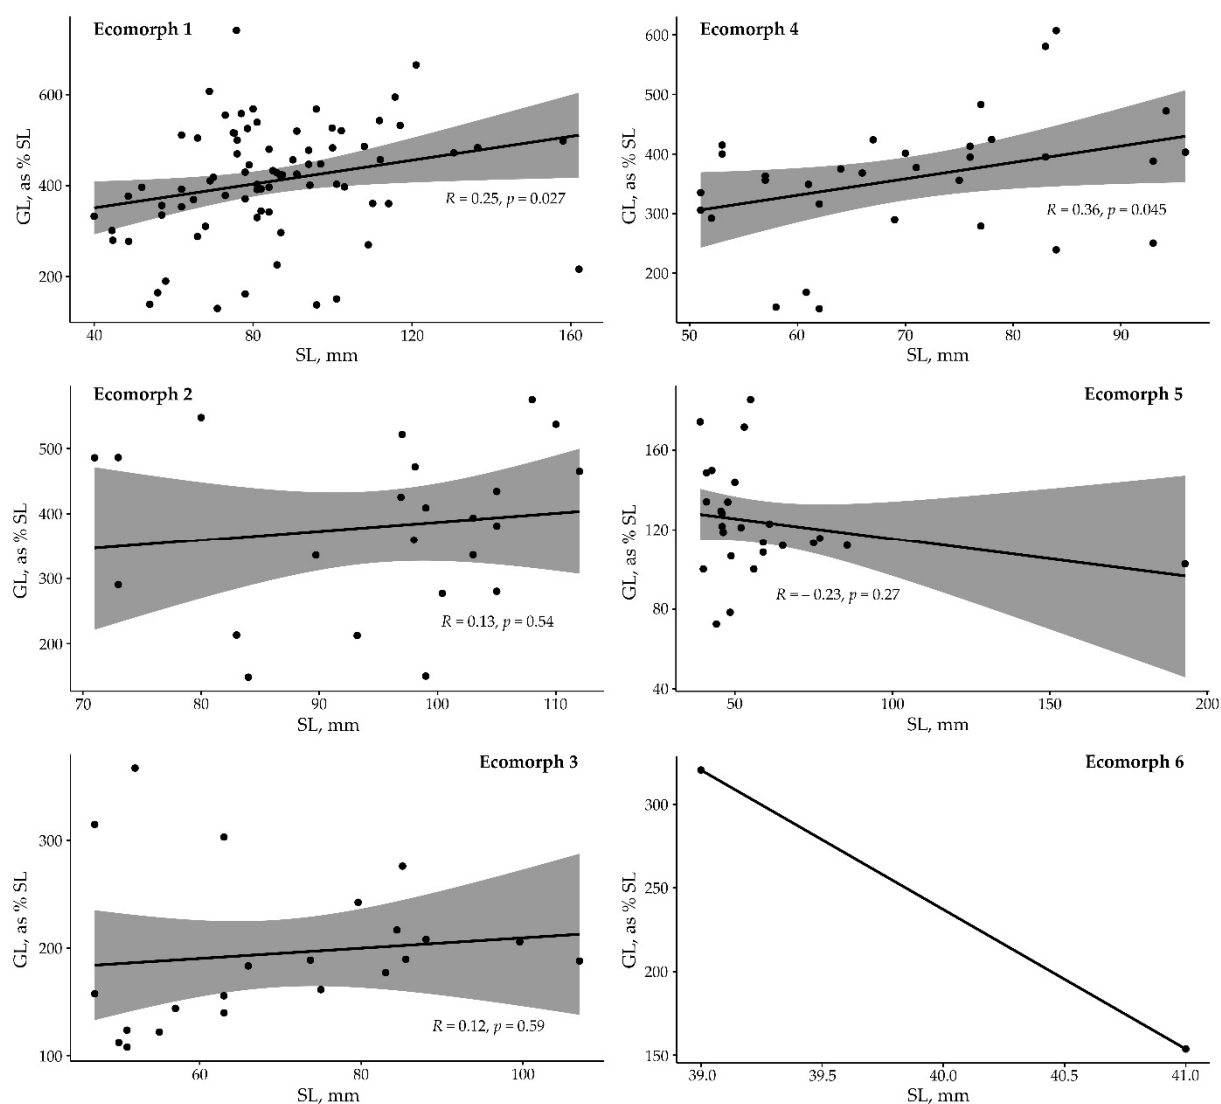 Ecomorph 1
GL, as % SL
600
400
200
R = 0.25, p = 0.027
40
80
120
160
SL, mm
Ecomorph 4
GL, as % SL
600
500
400
300
200
R = 0.36, p = 0.045
50
60
70
80
90
SL, mm
Ecomorph 2
GL, as % SL
500
400
300
200
R = 0.13, p = 0.54
70
80
90
100
110
SL, mm
Ecomorph 5
GL, as % SL
160
120
80
40
R = – 0.23, p = 0.27
50
100
150
200
SL, mm
Ecomorph 3
GL, as % SL
300
200
100
R = 0.12, p = 0.59
60
80
100
SL, mm
Ecomorph 6
GL, as % SL
300
250
200
150
39.0
39.5
40.0
40.5
41.0
SL, mm